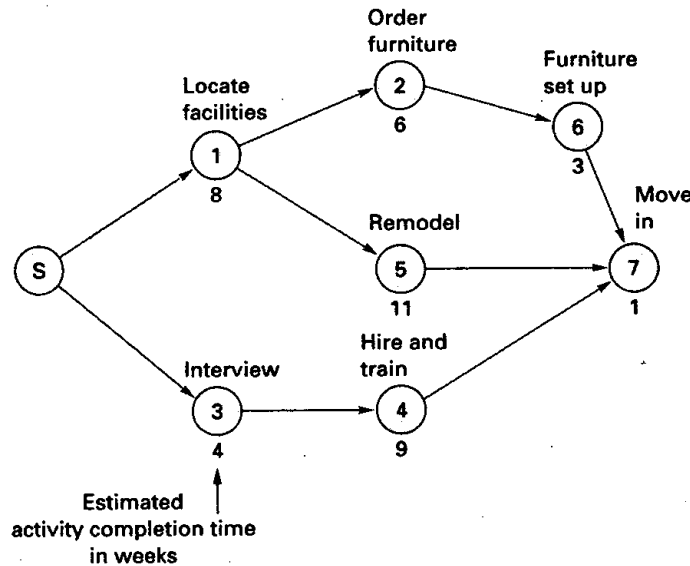 Order
furniture
2
6
Furniture
set up
6
3
Locate
facilities
1
8
Move
in
7
1
Remodel
5
11
S
Interview
3
4
Hire and
train
4
9
Estimated
activity completion time
in weeks